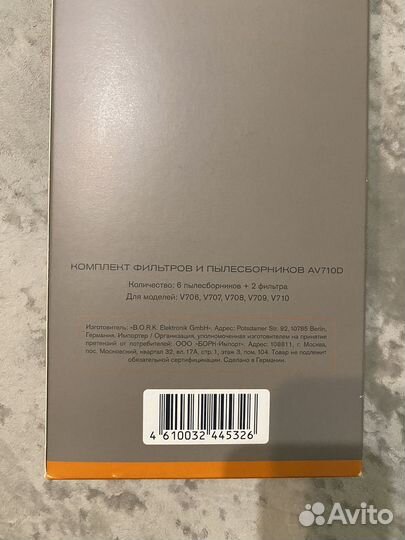 КОМПЛЕКТ ФИЛЬТРОВ И ПЫЛЕСБОРНИКОВ AV710D
Количество: 6 пылесборников + 2 фильтра
Для моделей: V706, V707, V708, V709, V710
Изготовитель: «B.O.R.K. Elektronik GmbH». Адрес: Potsdamer Str. 92, 10785 Berlin,
Германия. Импортер / Организация, уполномоченная изготовителем на принятие
претензий от потребителей: ООО «БОРК-Импорт». Адрес: 108811, г. Москва,
пос. Московский, квартал 32, вл. 17А, стр. 1, этаж 3, пом. 104. Товар не подлежит
обязательной сертификации. Сделано в Германии.
4 610032 445326
Avito